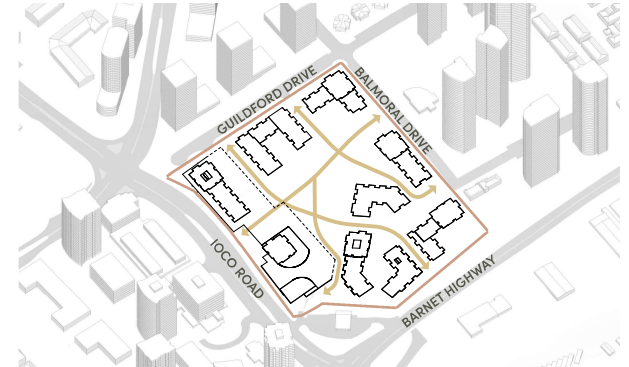 GUILDFORD DRIVE
BALMORAL DRIVE
IOCO ROAD
BARNET HIGHWAY